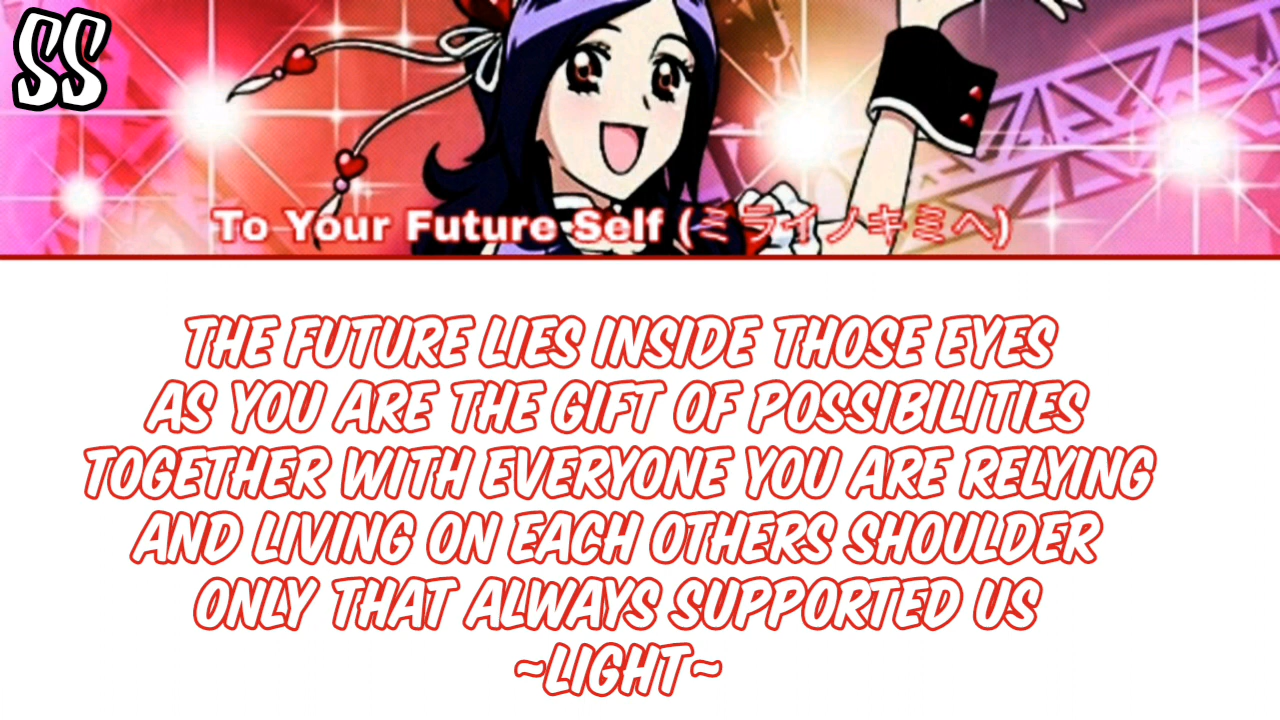 SS
To Your Future Self (ミライノキミへ)
THE FUTURE LIES INSIDE THOSE EYES
AS YOU ARE THE GIFT OF POSSIBILITIES
TOGETHER WITH EVERYONE YOU ARE RELYING
AND LIVING ON EACH OTHERS SHOULDER
ONLY THAT ALWAYS SUPPORTED US
~LIGHT~